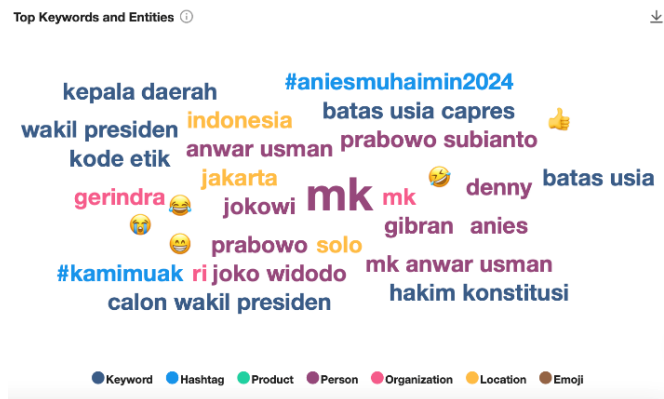 Top Keywords and Entities
#aniesmuhaimin2024
kepala daerah
batas usia capres
indonesia
wakil presiden
prabowo subianto
anwar usman
kode etik
jakarta
batas usia
denny
gerindra
mk
mk
jokowi
gibran
anies
prabowo
solo
mk anwar usman
#kamimuak
ri
joko widodo
hakim konstitusi
calon wakil presiden
Keyword Hashtag Product Person Organization Location Emoji